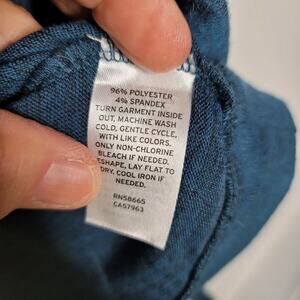 96% POLYESTER
4% SPANDEX
TURN GARMENT INSIDE
OUT, MACHINE WASH
COLD, GENTLE CYCLE,
WITH LIKE COLORS.
ONLY NON-CHLORINE
BLEACH IF NEEDED.
ESHAPE, LAY FLAT TO
DRY, COOL IRON IF
NEEDED.
RN58665
CA57963